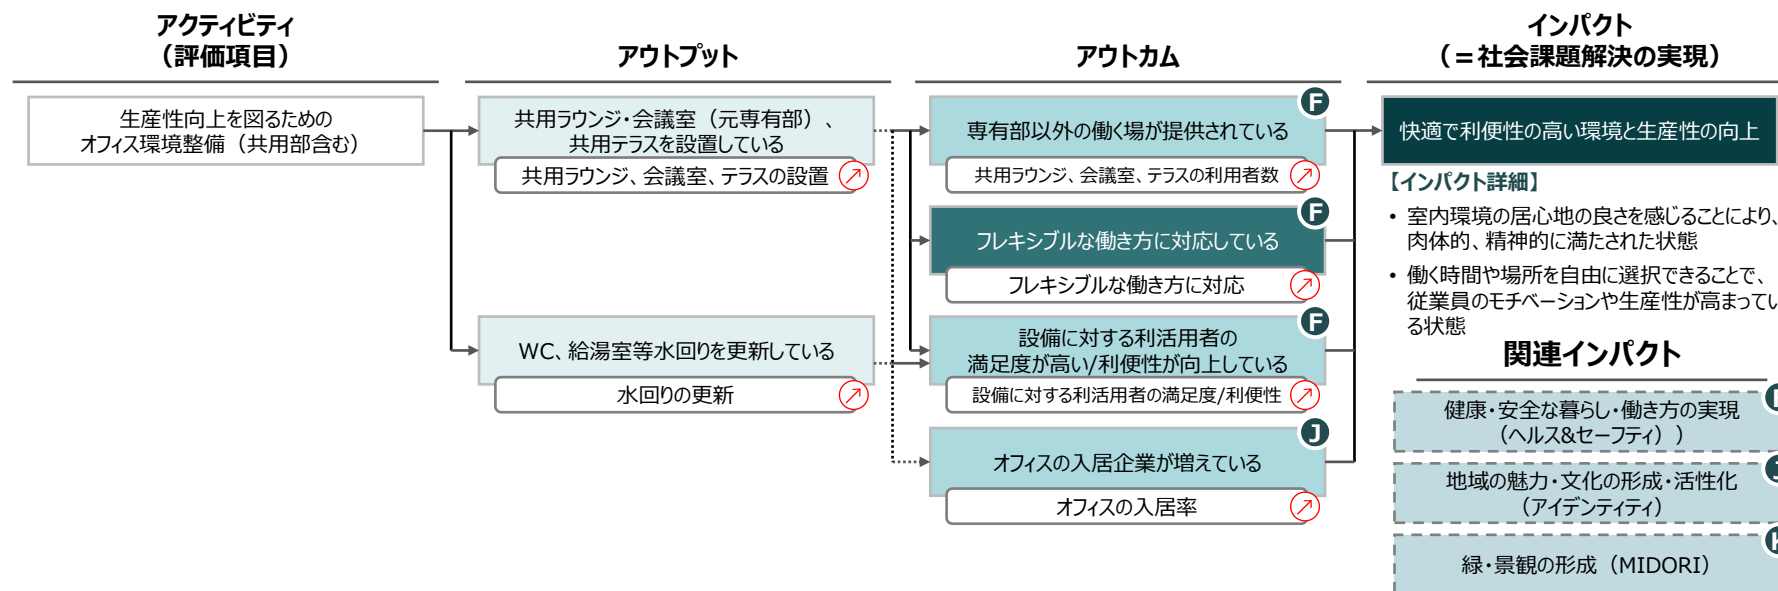 アクティビティ
（評価項目）
アウトプット
アウトカム
インパクト
（＝社会課題解決の実現）
生産性向上を図るための
オフィス環境整備（共用部含む）
共用ラウンジ・会議室（元専有部）、
共用テラスを設置している
共用ラウンジ、会議室、テラスの設置
WC、給湯室等水回りを更新している
水回りの更新
F
専有部以外の働く場が提供されている
共用ラウンジ、会議室、テラスの利用者数
F
フレキシブルな働き方に対応している
フレキシブルな働き方に対応
F
設備に対する利活用者の
満足度が高い/利便性が向上している
設備に対する利活用者の満足度/利便性
J
オフィスの入居企業が増えている
オフィスの入居率
快適で利便性の高い環境と生産性の向上
【インパクト詳細】
• 室内環境の居心地の良さを感じることにより、
肉体的、精神的に満たされた状態
• 働く時間や場所を自由に選択できることで、
従業員のモチベーションや生産性が高まってい
る状態
関連インパクト
健康・安全な暮らし・働き方の実現
（ヘルス&セーフティ））
地域の魅力・文化の形成・活性化
（アイデンティティ）
緑・景観の形成（MIDORI）